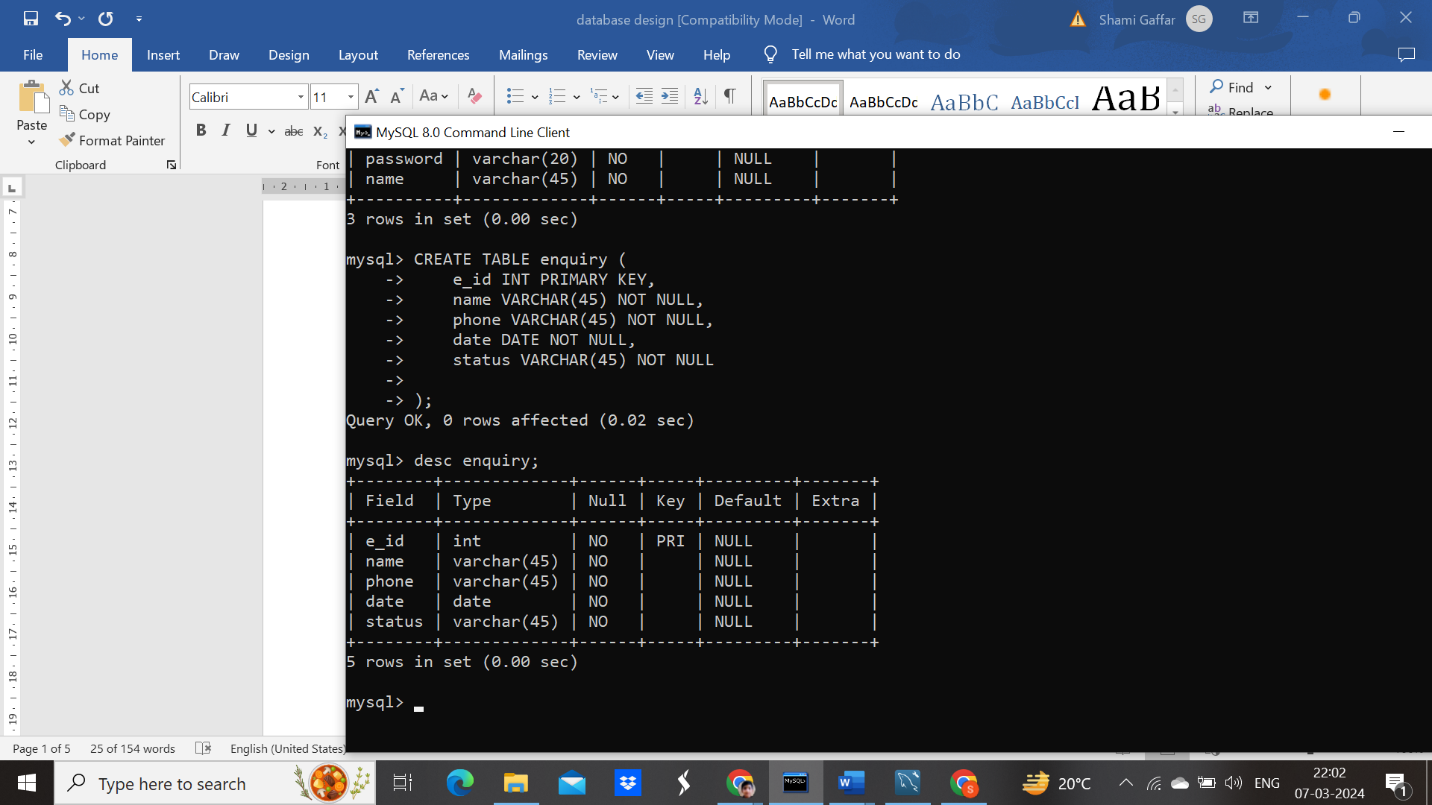 database design [Compatibility Mode] - Word
Shami Gaffar
SG
File Home Insert Draw Design Layout References Mailings Review View Help Tell me what you want to do
Paste
Cut
Copy
Format Painter
Clipboard
Calibri
11
Aa
B I U abc X₂
Font
AaBbCcDc AaBbCcDc AaBbC AaBbCcI AaB
Find
Replace
MySQL 8.0 Command Line Client
| password | varchar(20) | NO   |     | NULL    |       |
| name     | varchar(45) | NO   |     | NULL    |       |
+----------+-------------+------+-----+---------+-------+
3 rows in set (0.00 sec)
mysql> CREATE TABLE enquiry (
    ->     e_id INT PRIMARY KEY,
    ->     name VARCHAR(45) NOT NULL,
    ->     phone VARCHAR(45) NOT NULL,
    ->     date DATE NOT NULL,
    ->     status VARCHAR(45) NOT NULL
    ->
    -> );
Query OK, 0 rows affected (0.02 sec)
mysql> desc enquiry;
+--------+-------------+------+-----+---------+-------+
| Field  | Type        | Null | Key | Default | Extra |
+--------+-------------+------+-----+---------+-------+
| e_id   | int         | NO   | PRI | NULL    |       |
| name   | varchar(45) | NO   |     | NULL    |       |
| phone  | varchar(45) | NO   |     | NULL    |       |
| date   | date        | NO   |     | NULL    |       |
| status | varchar(45) | NO   |     | NULL    |       |
+--------+-------------+------+-----+---------+-------+
5 rows in set (0.00 sec)
mysql>
Page 1 of 5 25 of 154 words English (United States)
Type here to search
20°C
ENG
22:02
07-03-2024
1